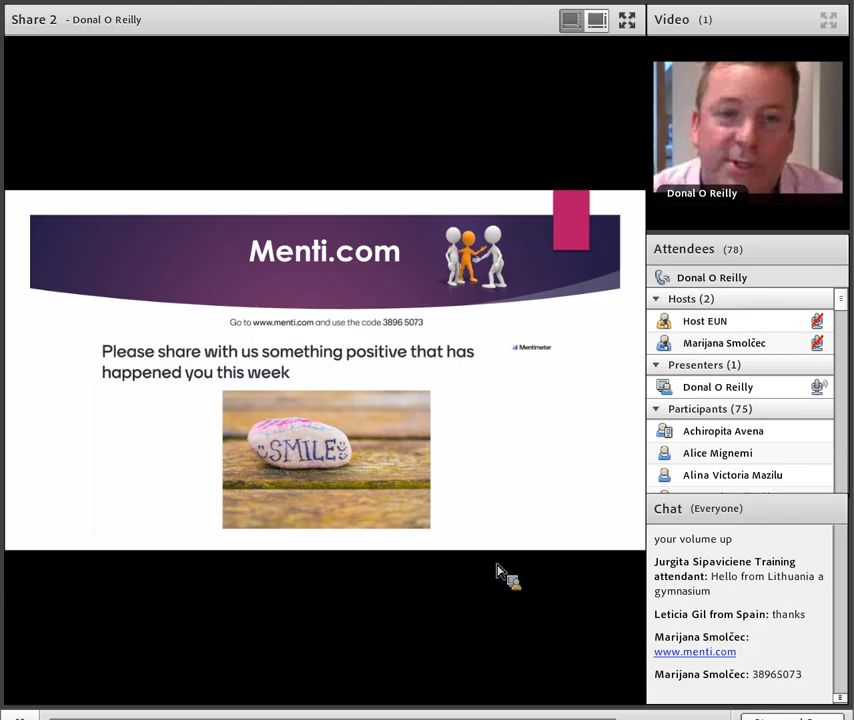 Share 2 - Donal O Reilly
Video (1)
Donal O Reilly
Menti.com
Go to www.menti.com and use the code 3896 5073
Please share with us something positive that has
happened you this week
Mentimeter
SMILE
Attendees (78)
Donal O Reilly
Hosts (2)
Host EUN
Marijana Smolčec
Presenters (1)
Donal O Reilly
Participants (75)
Achiropita Avena
Alice Mignemi
Alina Victoria Mazilu
Chat (Everyone)
your volume up
Jurgita Sipaviciene Training
attendant: Hello from Lithuania a
gymnasium
Leticia Gil from Spain: thanks
Marijana Smolčec:
www.menti.com
Marijana Smolčec: 38965073